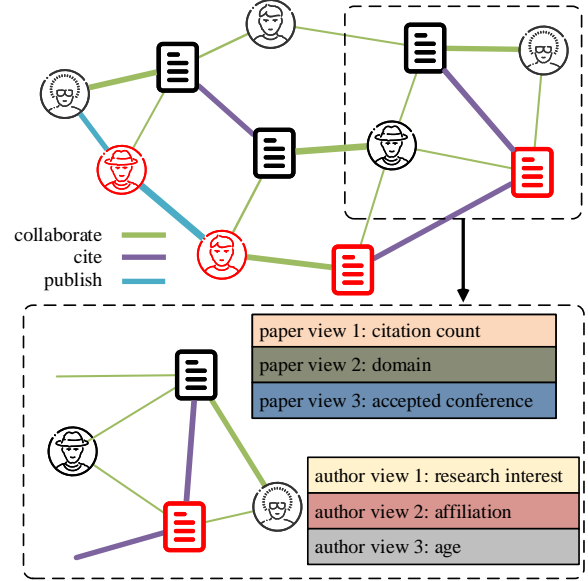 collaborate
cite
publish
paper view 1: citation count
paper view 2: domain
paper view 3: accepted conference
author view 1: research interest
author view 2: affiliation
author view 3: age